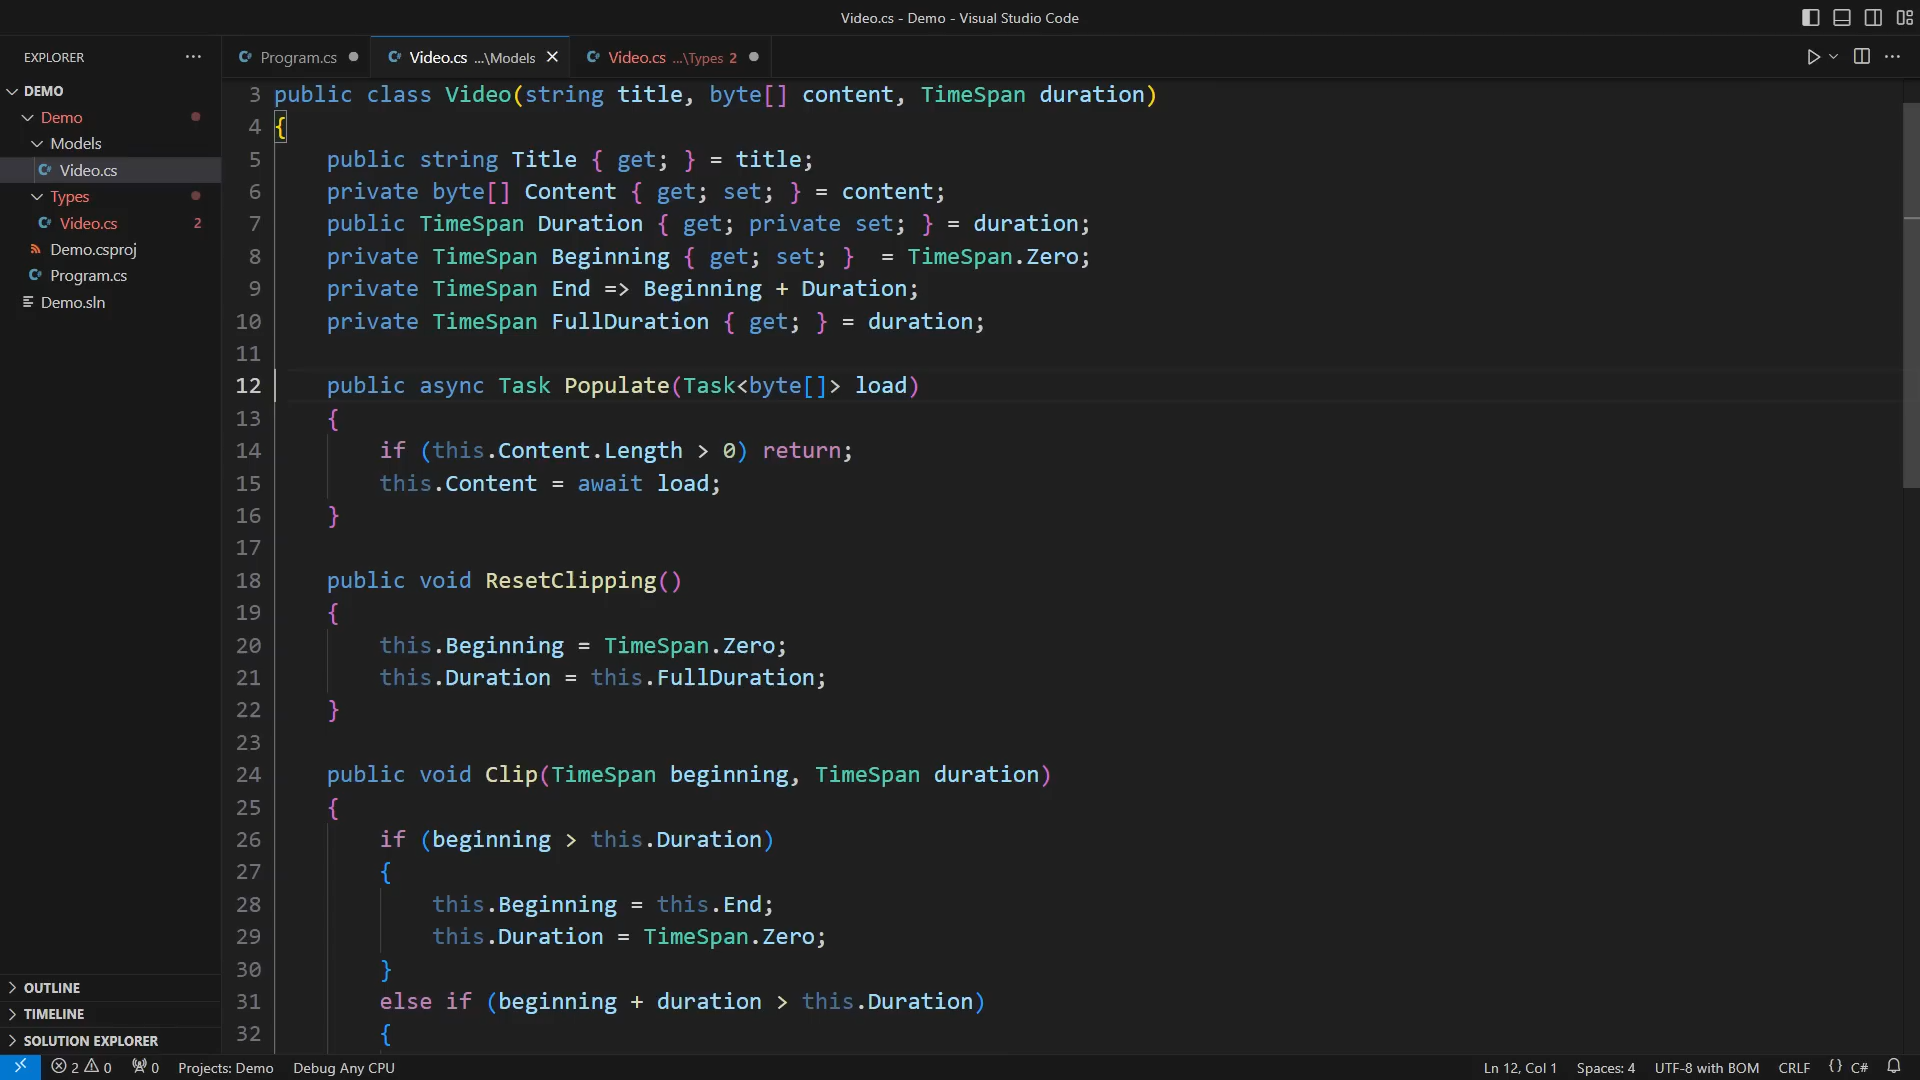 Video.cs - Demo - Visual Studio Code
EXPLORER
DEMO
Demo
Models
Video.cs
Types
Video.cs 2
Demo.csproj
Program.cs
Demo.sln
OUTLINE
TIMELINE
SOLUTION EXPLORER
Program.cs
Video.cs ...\Models
Video.cs ...\Types 2
3 public class Video(string title, byte[] content, TimeSpan duration)
4 {
5 public string Title { get; } = title;
6 private byte[] Content { get; set; } = content;
7 public TimeSpan Duration { get; private set; } = duration;
8 private TimeSpan Beginning { get; set; }  = TimeSpan.Zero;
9 private TimeSpan End => Beginning + Duration;
10 private TimeSpan FullDuration { get; } = duration;
11
12 public async Task Populate(Task<byte[]> load)
13 {
14 if (this.Content.Length > 0) return;
15 this.Content = await load;
16 }
17
18 public void ResetClipping()
19 {
20 this.Beginning = TimeSpan.Zero;
21 this.Duration = this.FullDuration;
22 }
23
24 public void Clip(TimeSpan beginning, TimeSpan duration)
25 {
26 if (beginning > this.Duration)
27 {
28 this.Beginning = this.End;
29 this.Duration = TimeSpan.Zero;
30 }
31 else if (beginning + duration > this.Duration)
32 {
2 0 0 Projects: Demo Debug Any CPU Ln 12, Col 1 Spaces: 4 UTF-8 with BOM CRLF {} C#